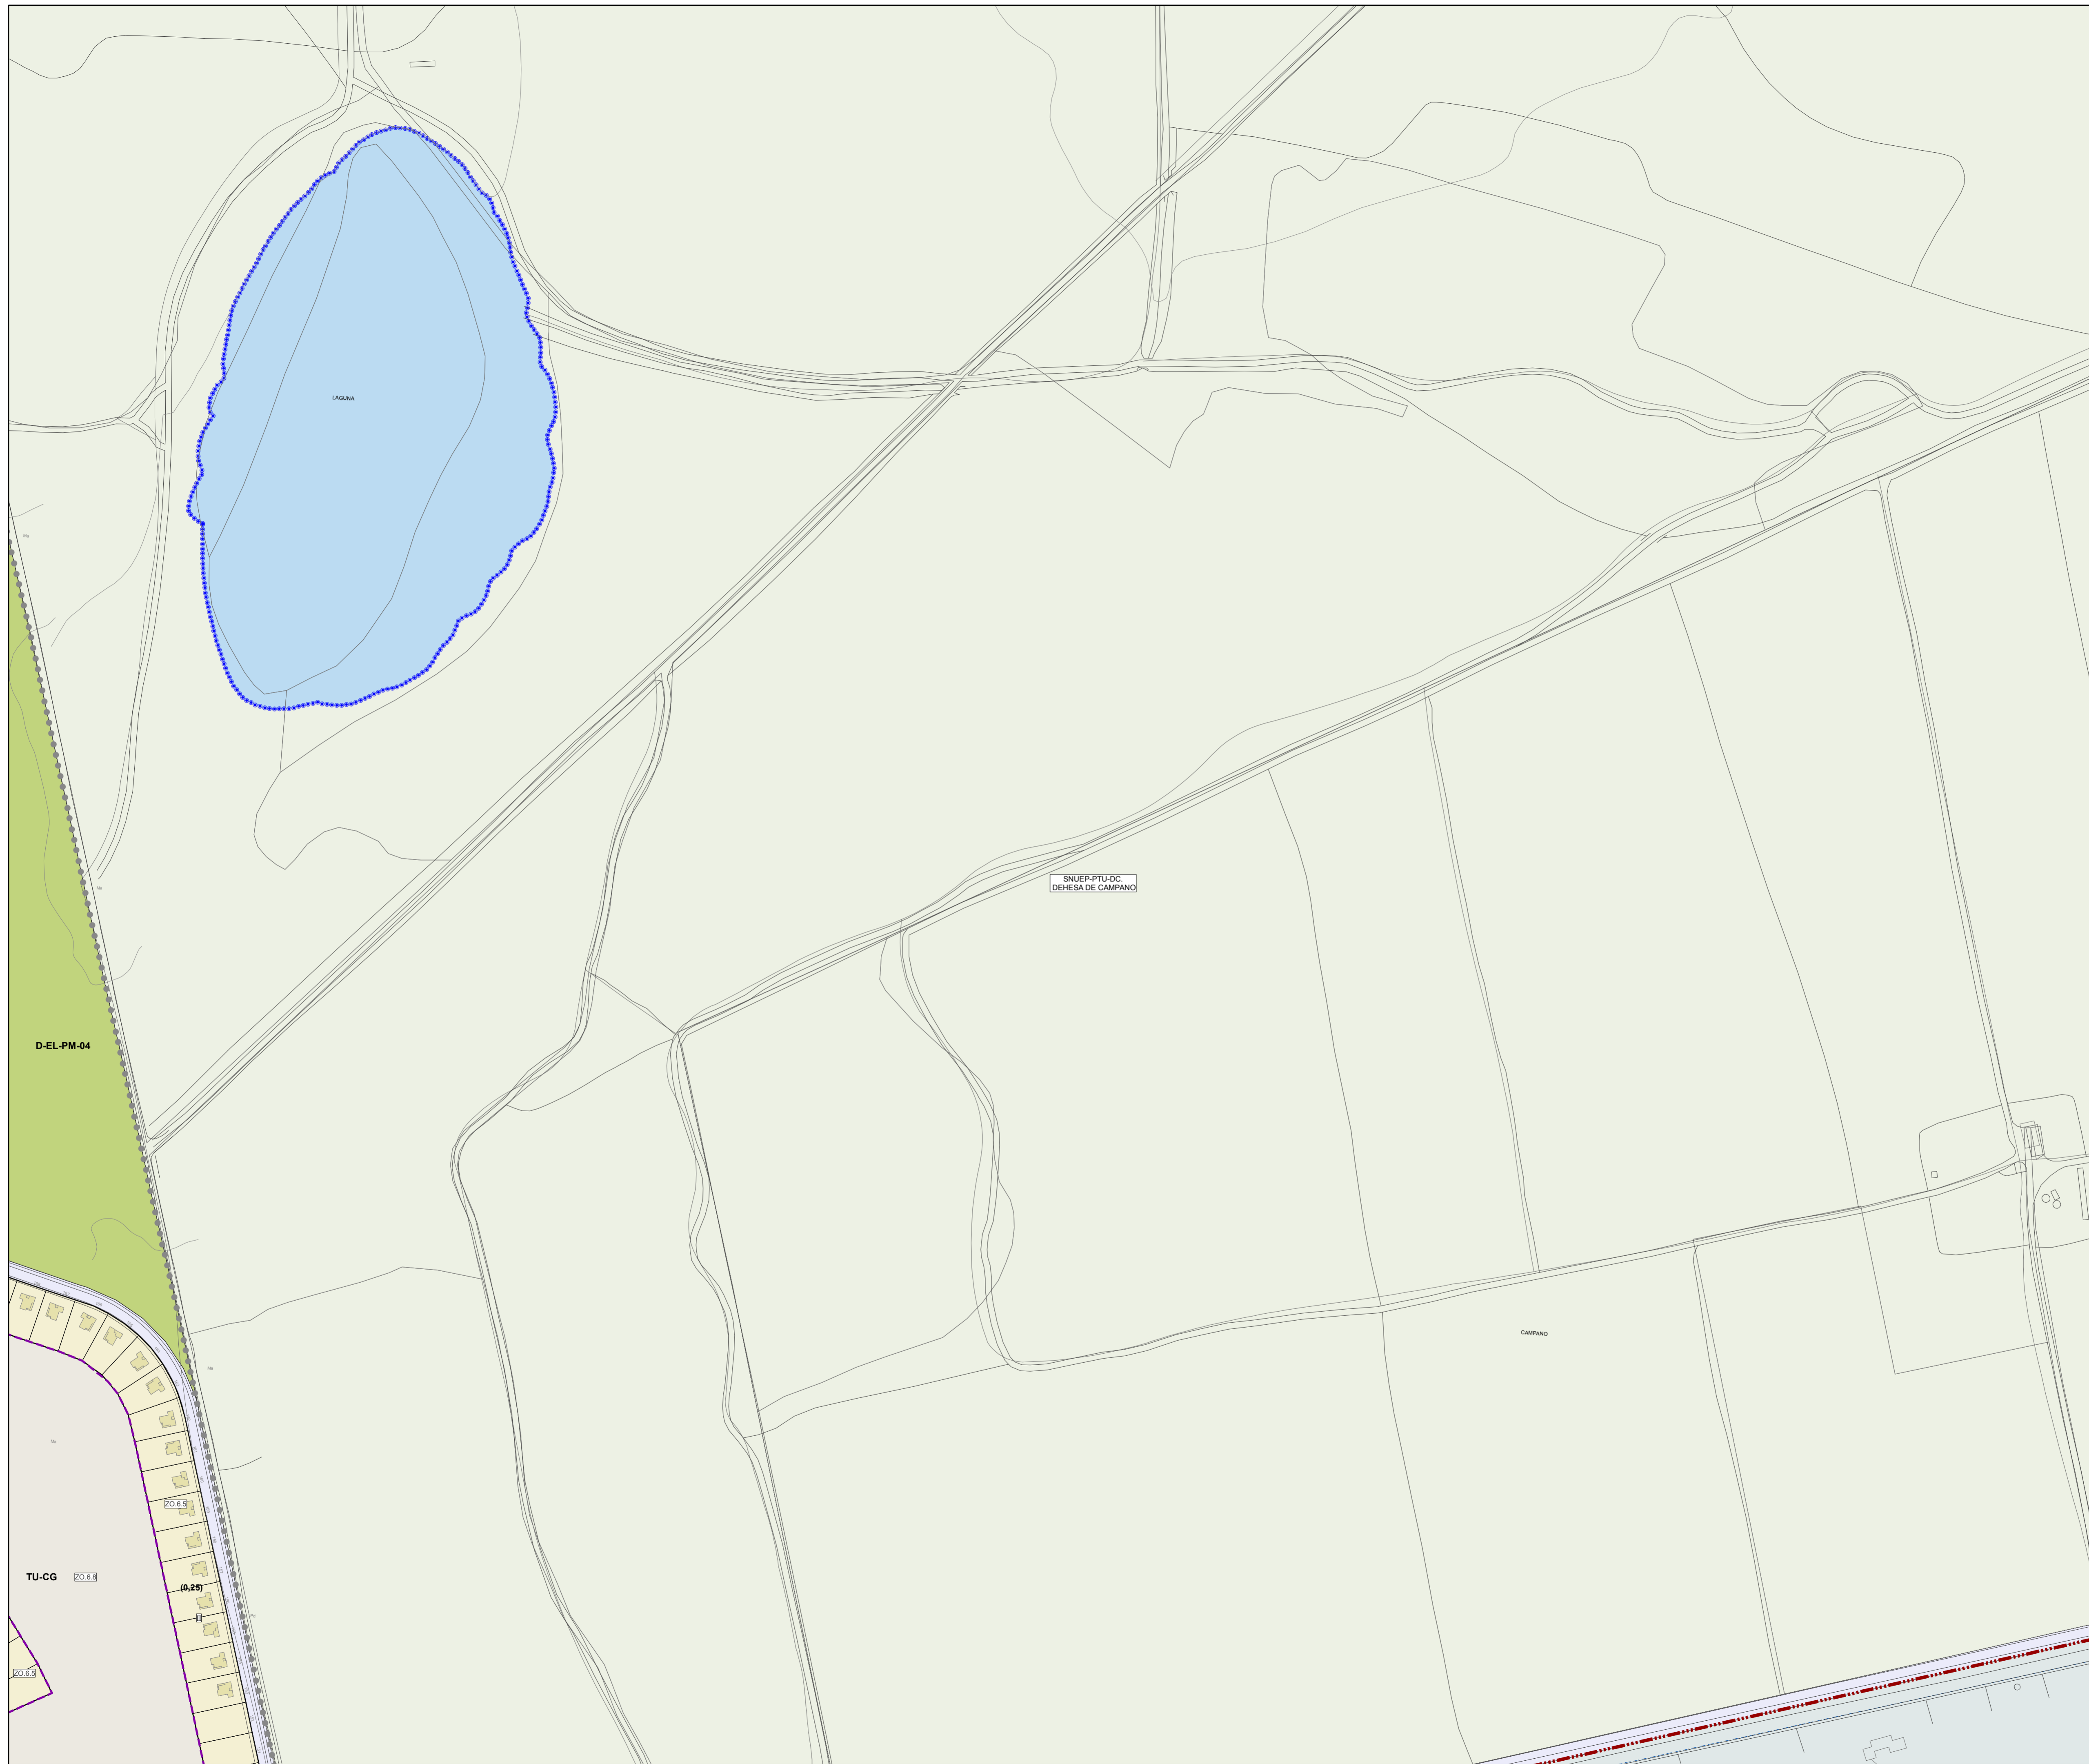 LAGUNA
SNUEP-PTU-DC.
DEHESA DE CAMPANO
D-EL-PM-04
CAMPANO
ZO.6.5
TU-CG
ZO.6.8
(0,25)
ZO.6.5